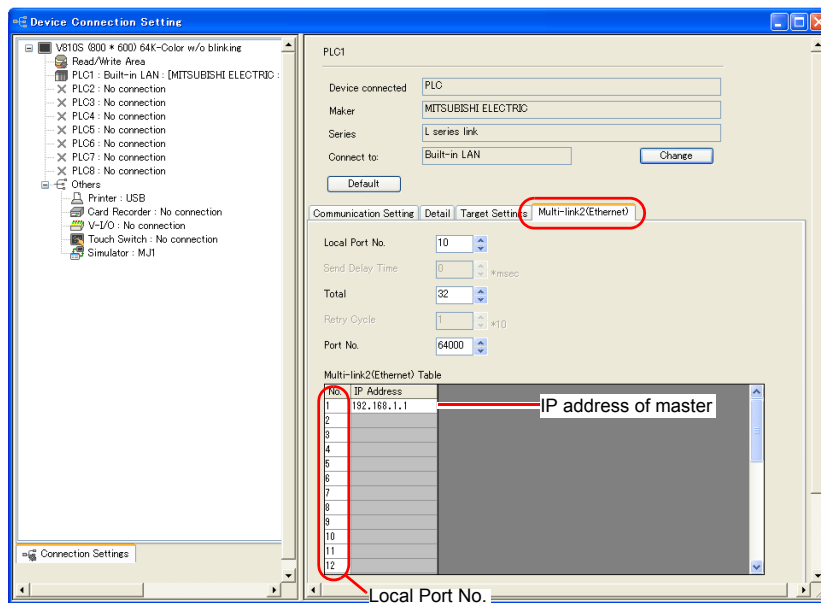 Device Connection Setting
V810S (800 * 600) 64K-Color w/o blinking
Read/Write Area
PLC1 : Built-in LAN : [MITSUBISHI ELECTRIC :
PLC2 : No connection
PLC3 : No connection
PLC4 : No connection
PLC5 : No connection
PLC6 : No connection
PLC7 : No connection
PLC8 : No connection
Others
Printer : USB
Card Recorder : No connection
V-I/O : No connection
Touch Switch : No connection
Simulator : MJ1
Connection Settings
PLC1
Device connected PLC
Maker MITSUBISHI ELECTRIC
Series L series link
Connect to: Built-in LAN Change
Default
Communication Setting Detail Target Settings Multi-link2(Ethernet)
Local Port No. 10
Send Delay Time 0 *msec
Total 32
Retry Cycle 1 *10
Port No. 64000
Multi-link2(Ethernet) Table
No. IP Address
1 192.168.1.1 IP address of master
2
3
4
5
6
7
8
9
10
11
12
Local Port No.